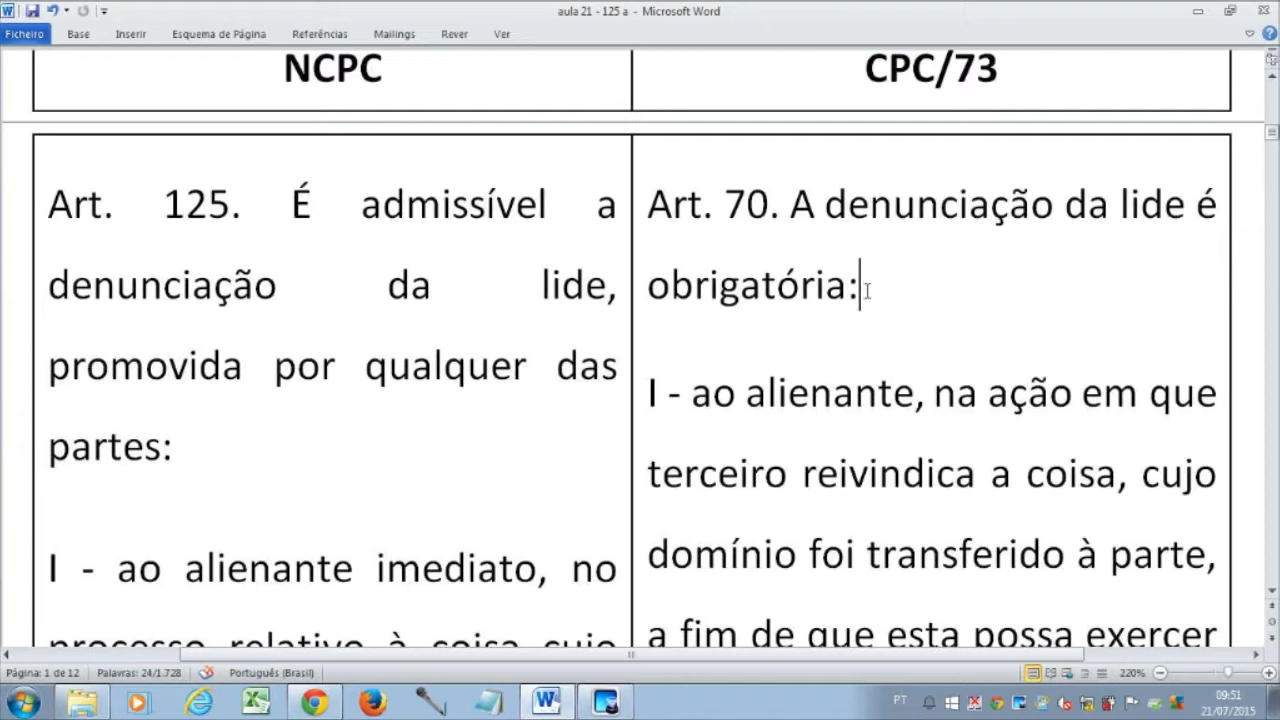 aula 21 - 125 a - Microsoft Word
Ficheiro Base Inserir Esquema de Página Referências Mailings Rever Ver
NCPC
CPC/73
Art. 125. É admissível a
denunciação da lide,
promovida por qualquer das
partes:
I - ao alienante imediato, no
processo relativo à coisa cujo
Art. 70. A denunciação da lide é
obrigatória:
I - ao alienante, na ação em que
terceiro reivindica a coisa, cujo
domínio foi transferido à parte,
a fim de que esta possa exercer
Página: 1 de 12 Palavras: 24/1.728 Português (Brasil) 220%
PT 09:51
21/07/2015